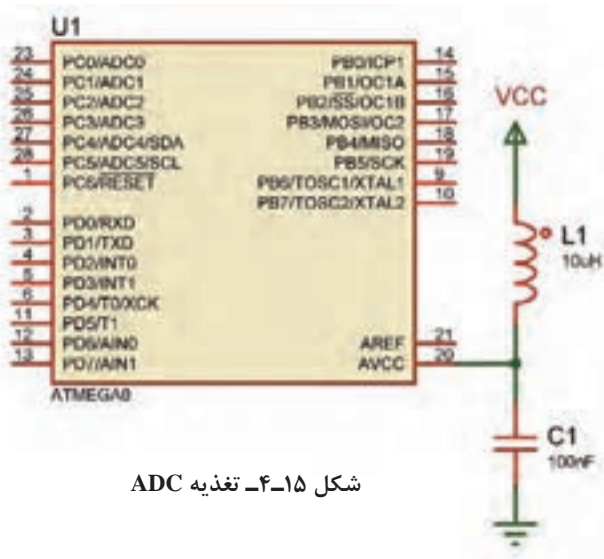 U1
23 PC0/ADC0
24 PC1/ADC1
25 PC2/ADC2
26 PC3/ADC3
27 PC4/ADC4/SDA
28 PC5/ADC5/SCL
1 PC6/RESET
2 PD0/RXD
3 PD1/TXD
4 PD2/INT0
5 PD3/INT1
6 PD4/T0/XCK
11 PD5/T1
12 PD6/AIN0
13 PD7/AIN1
PB0/ICP1 14
PB1/OC1A 15
PB2/SS/OC1B 16
PB3/MOSI/OC2 17
PB4/MISO 18
PB5/SCK 19
PB6/TOSC1/XTAL1 9
PB7/TOSC2/XTAL2 10
AREF 21
AVCC 20
ATMEGA8
VCC
L1
10uH
C1
100nF
شکل ۱۵ــ۴ــ تغذیه ADC